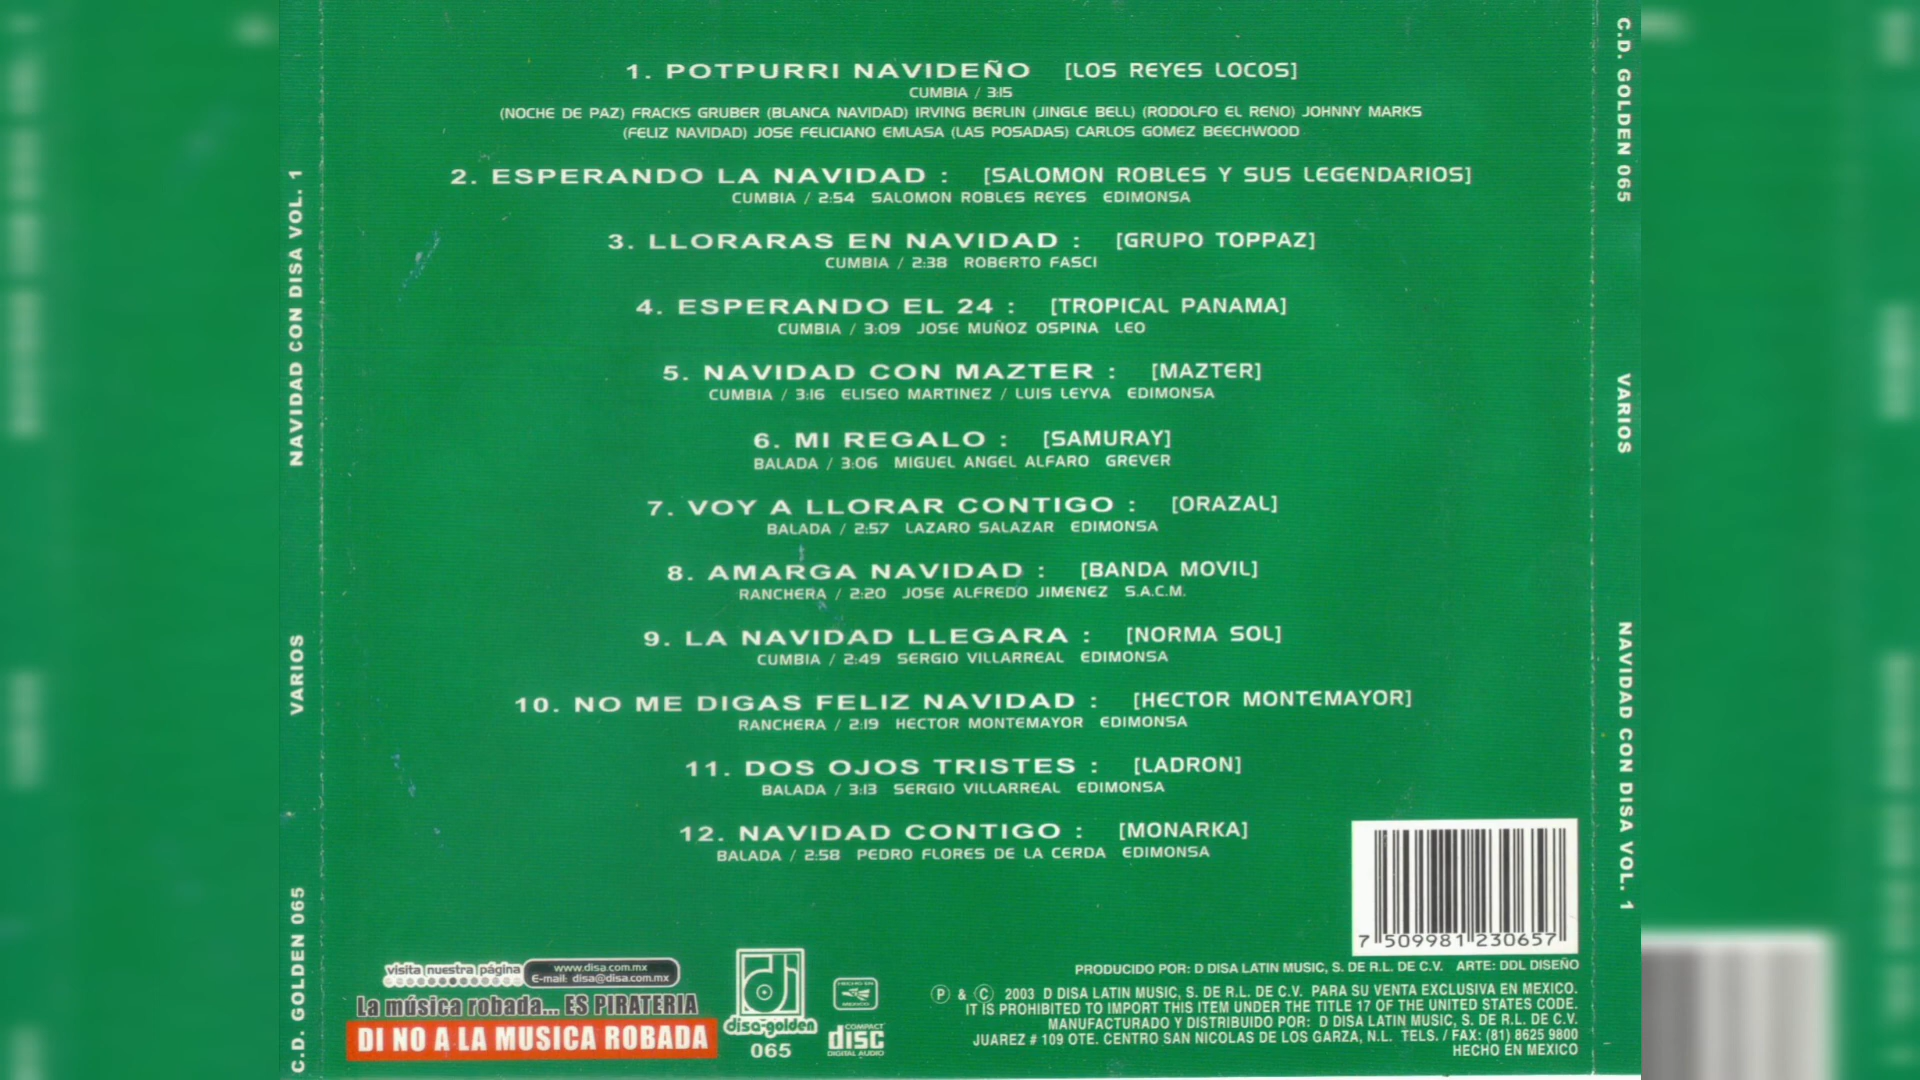 1. POTPURRI NAVIDEÑO [LOS REYES LOCOS]
CUMBIA / 3:15
(NOCHE DE PAZ) FRACKS GRUBER (BLANCA NAVIDAD) IRVING BERLIN (JINGLE BELL) (RODOLFO EL RENO) JOHNNY MARKS
(FELIZ NAVIDAD) JOSE FELICIANO EMLASA (LAS POSADAS) CARLOS GOMEZ BEECHWOOD
2. ESPERANDO LA NAVIDAD : [SALOMON ROBLES Y SUS LEGENDARIOS]
CUMBIA / 2:54 SALOMON ROBLES REYES EDIMONSA
3. LLORARAS EN NAVIDAD : [GRUPO TOPPAZ]
CUMBIA / 2:38 ROBERTO FASCI
4. ESPERANDO EL 24 : [TROPICAL PANAMA]
CUMBIA / 3:09 JOSE MUÑOZ OSPINA LEO
5. NAVIDAD CON MAZTER : [MAZTER]
CUMBIA / 3:16 ELISEO MARTINEZ / LUIS LEYVA EDIMONSA
6. MI REGALO : [SAMURAY]
BALADA / 3:06 MIGUEL ANGEL ALFARO GREVER
7. VOY A LLORAR CONTIGO : [ORAZAL]
BALADA / 2:57 LAZARO SALAZAR EDIMONSA
8. AMARGA NAVIDAD : [BANDA MOVIL]
RANCHERA / 2:20 JOSE ALFREDO JIMENEZ S.A.C.M.
9. LA NAVIDAD LLEGARA : [NORMA SOL]
CUMBIA / 2:49 SERGIO VILLARREAL EDIMONSA
10. NO ME DIGAS FELIZ NAVIDAD : [HECTOR MONTEMAYOR]
RANCHERA / 2:19 HECTOR MONTEMAYOR EDIMONSA
11. DOS OJOS TRISTES : [LADRON]
BALADA / 3:13 SERGIO VILLARREAL EDIMONSA
12. NAVIDAD CONTIGO : [MONARKA]
BALADA / 2:58 PEDRO FLORES DE LA CERDA EDIMONSA
7 509981 230657
PRODUCIDO POR: D DISA LATIN MUSIC, S. DE R.L. DE C.V. ARTE: DDL DISEÑO
Ⓟ & Ⓒ 2003 D DISA LATIN MUSIC, S. DE R.L. DE C.V. PARA SU VENTA EXCLUSIVA EN MEXICO.
IT IS PROHIBITED TO IMPORT THIS ITEM UNDER THE TITLE 17 OF THE UNITED STATES CODE.
MANUFACTURADO Y DISTRIBUIDO POR: D DISA LATIN MUSIC, S. DE R.L. DE C.V.
JUAREZ # 109 OTE. CENTRO SAN NICOLAS DE LOS GARZA, N.L. TELS. / FAX: (81) 8625 9800
HECHO EN MEXICO
visita nuestra página
www.disa.com.mx
E-mail: disa@disa.com.mx
La música robada... ES PIRATERIA
DI NO A LA MUSICA ROBADA
disa-golden
065
HECHO EN
MEXICO
COMPACT
disc
DIGITAL AUDIO
C.D. GOLDEN 065 VARIOS NAVIDAD CON DISA VOL. 1
C.D. GOLDEN 065 VARIOS NAVIDAD CON DISA VOL. 1